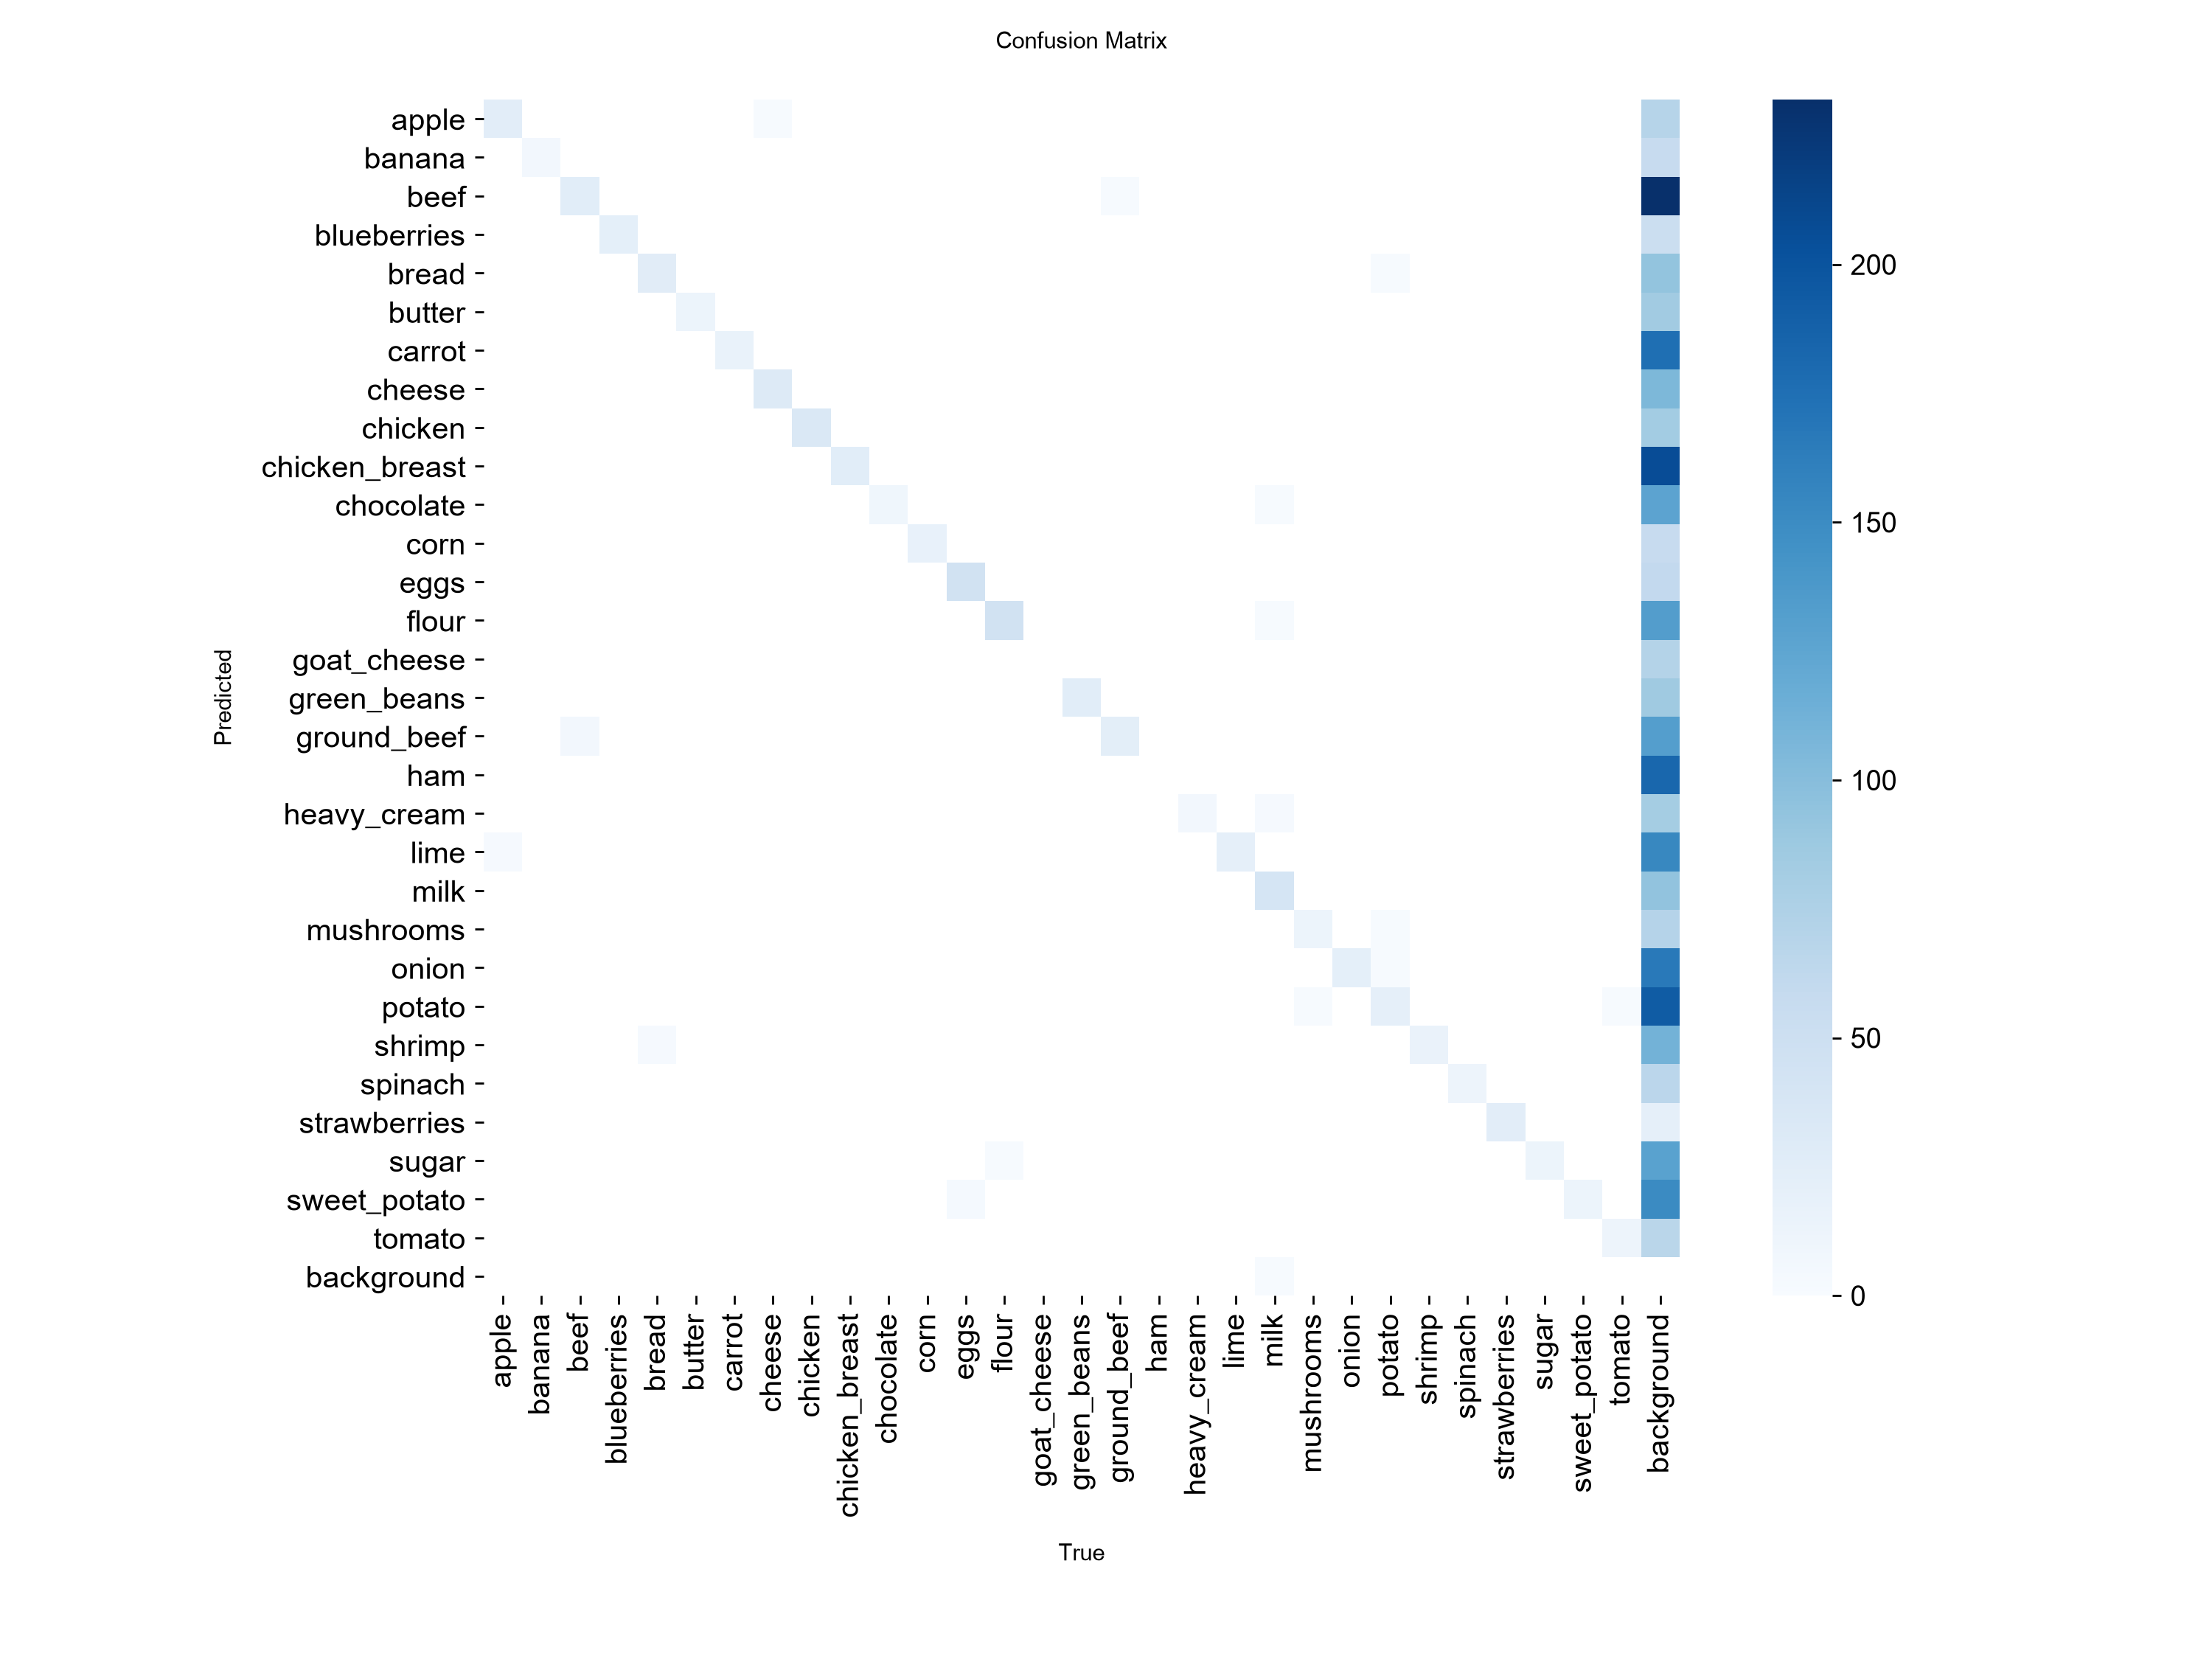 Confusion Matrix
apple
banana
beef
blueberries
bread
butter
carrot
cheese
chicken
chicken_breast
chocolate
corn
eggs
flour
goat_cheese
green_beans
ground_beef
ham
heavy_cream
lime
milk
mushrooms
onion
potato
shrimp
spinach
strawberries
sugar
sweet_potato
tomato
background
Predicted
apple
banana
beef
blueberries
bread
butter
carrot
cheese
chicken
chicken_breast
chocolate
corn
eggs
flour
goat_cheese
green_beans
ground_beef
ham
heavy_cream
lime
milk
mushrooms
onion
potato
shrimp
spinach
strawberries
sugar
sweet_potato
tomato
background
True
200
150
100
50
0